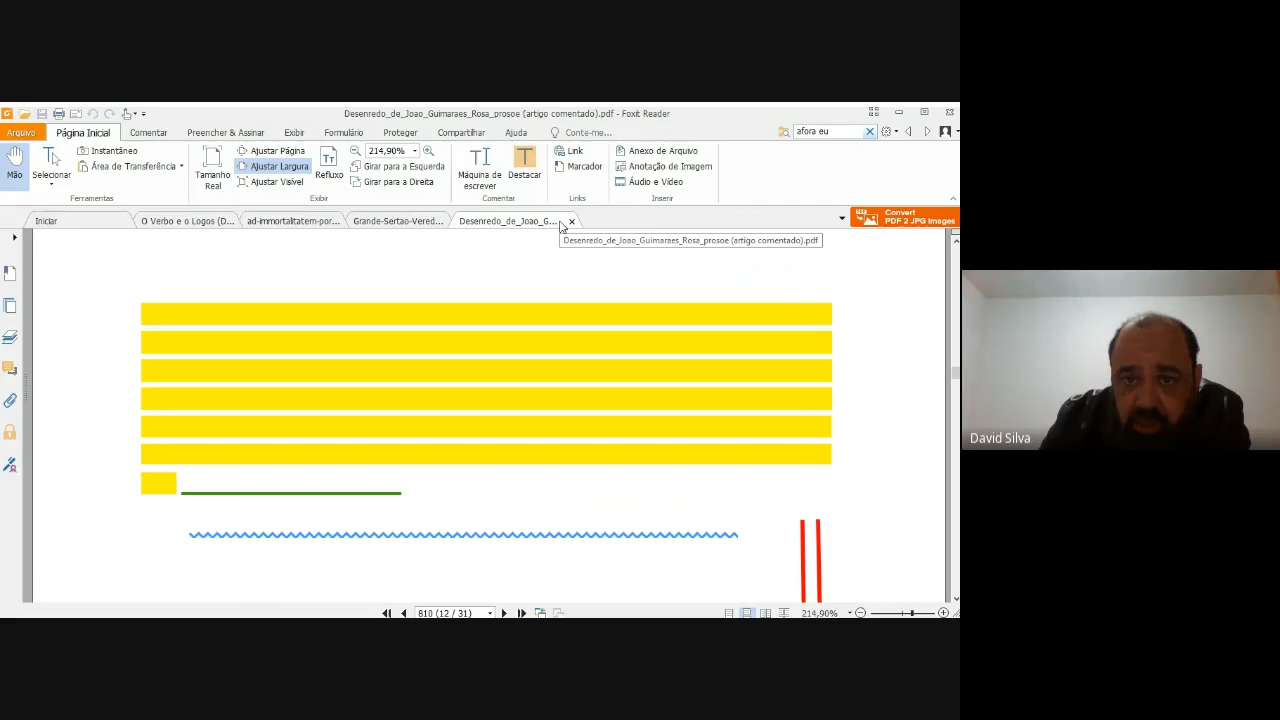 Desenredo_de_Joao_Guimaraes_Rosa_prosoe (artigo comentado).pdf - Foxit Reader
Arquivo Página Inicial Comentar Preencher & Assinar Exibir Formulário Proteger Compartilhar Ajuda Conte-me... afora eu
Mão
Selecionar
Instantâneo
Área de Transferência
Ferramentas
Tamanho Real
Ajustar Página
Ajustar Largura
Ajustar Visível
Refluxo
214,90%
Girar para a Esquerda
Girar para a Direita
Exibir
Máquina de escrever
Destacar
Comentar
Link
Marcador
Links
Anexo de Arquivo
Anotação de Imagem
Áudio e Vídeo
Inserir
Iniciar O Verbo e o Logos (D... ad-immortalitatem-por... Grande-Sertao-Vered... Desenredo_de_Joao_G...
Convert
PDF 2 JPG Images
Desenredo_de_Joao_Guimaraes_Rosa_prosoe (artigo comentado).pdf
David Silva
810 (12 / 31) 214,90%